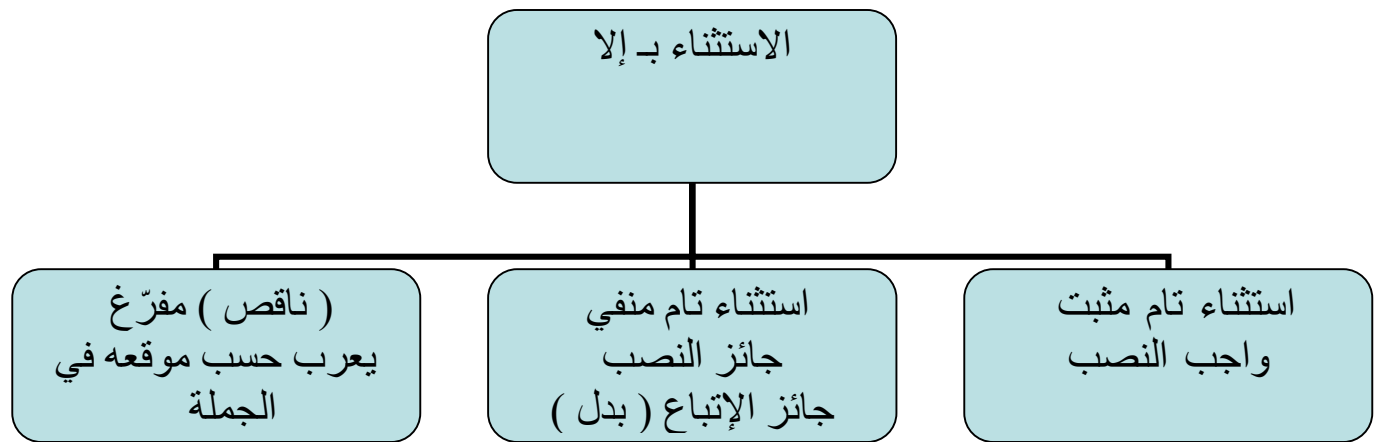 الاستثناء بـ إلا
استثناء تام مثبت
واجب النصب
استثناء تام منفي
جائز النصب
جائز الإتباع ( بدل )
( ناقص ) مفرّغ
يعرب حسب موقعه في
الجملة